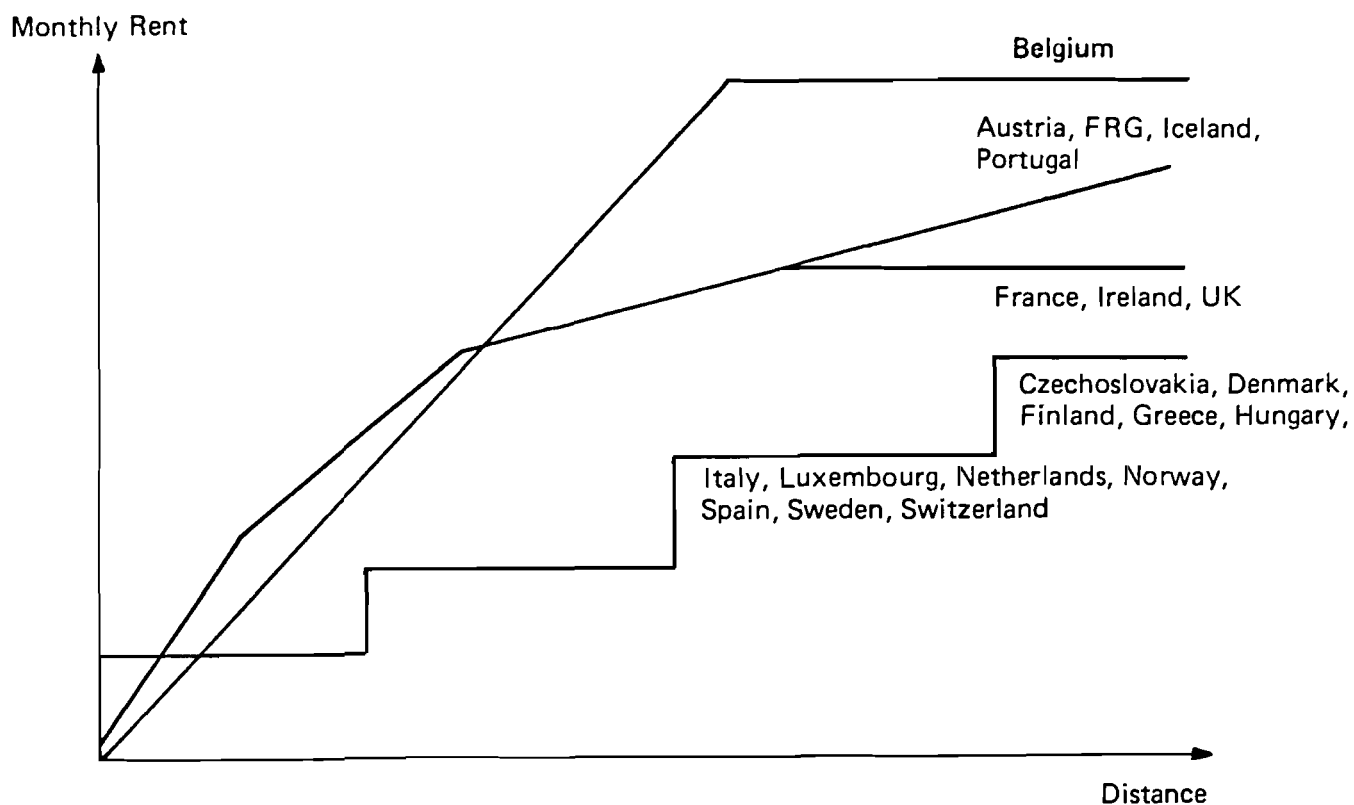 Monthly Rent
Belgium
Austria, FRG, Iceland,
Portugal
France, Ireland, UK
Czechoslovakia, Denmark,
Finland, Greece, Hungary,
Italy, Luxembourg, Netherlands, Norway,
Spain, Sweden, Switzerland
Distance